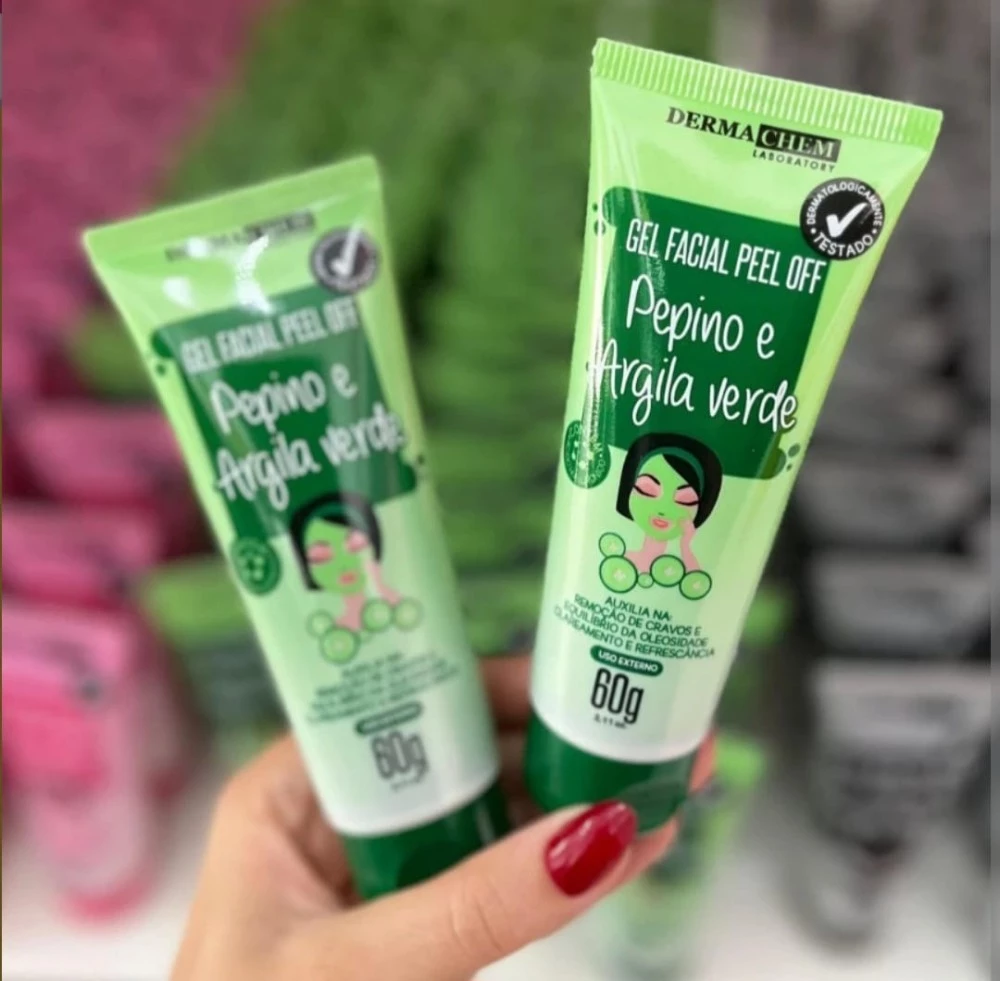 DERMACHEM
LABORATORY
DERMATOLOGICAMENTE
TESTADO
GEL FACIAL PEEL OFF
Pepino e
Argila verde
AUXILIA NA:
REMOÇÃO DE CRAVOS E
EQUILÍBRIO DA OLEOSIDADE
CLAREAMENTO E REFRESCÂNCIA
USO EXTERNO
60g
GEL FACIAL PEEL OFF
Pepino e
Argila verde
60g